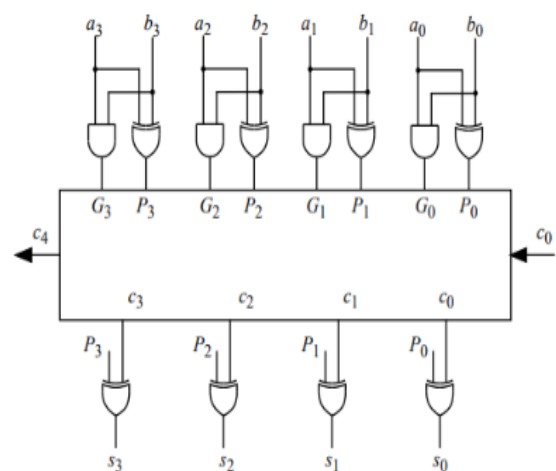 a₃ b₃ a₂ b₂ a₁ b₁ a₀ b₀
G₃ P₃ G₂ P₂ G₁ P₁ G₀ P₀
c₄ c₀
c₃ c₂ c₁ c₀
P₃ P₂ P₁ P₀
s₃ s₂ s₁ s₀